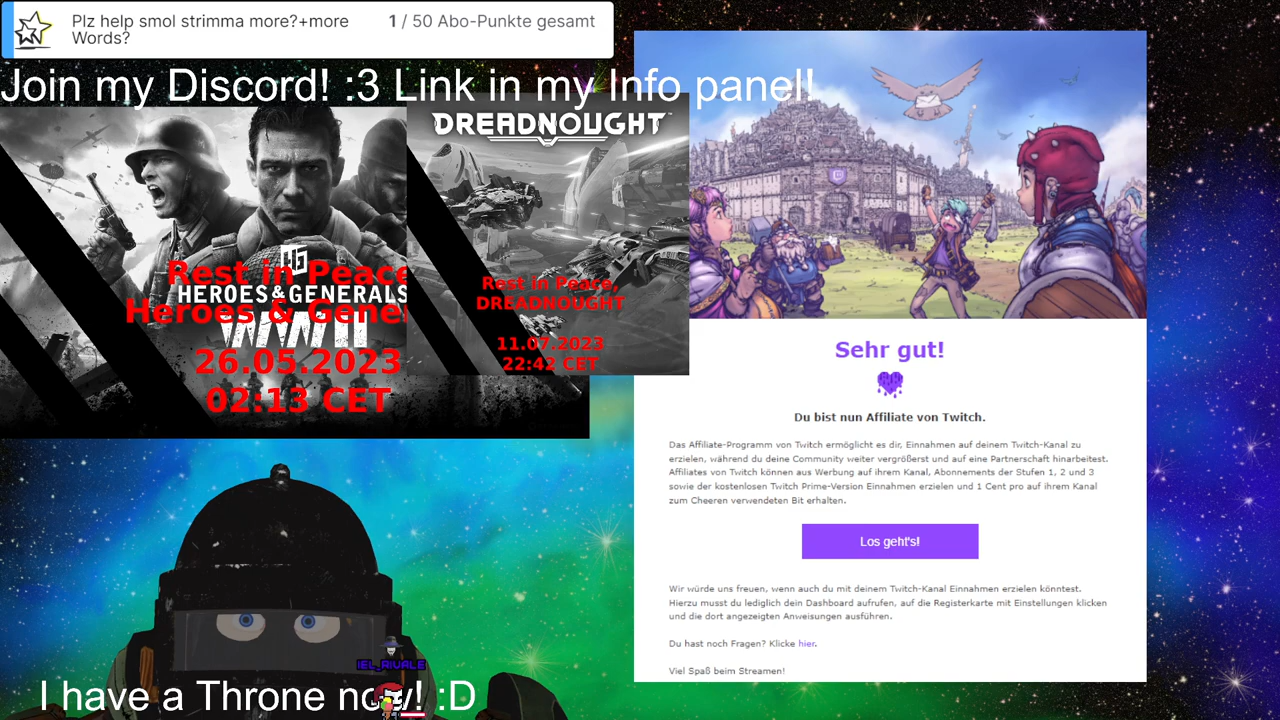 Plz help smol strimma more?+more
Words?
1 / 50 Abo-Punkte gesamt
Join my Discord! :3 Link in my Info panel!
DREADNOUGHT
Rest in Peace
HEROES & GENERALS
Heroes & Gene
WWII
26.05.2023
02:13 CET
Rest in Peace,
DREADNOUGHT
11.07.2023
22:42 CET
Sehr gut!
Du bist nun Affiliate von Twitch.
Das Affiliate-Programm von Twitch ermöglicht es dir, Einnahmen auf deinem Twitch-Kanal zu
erzielen, während du deine Community weiter vergrößerst und auf eine Partnerschaft hinarbeitest.
Affiliates von Twitch können aus Werbung auf ihrem Kanal, Abonnements der Stufen 1, 2 und 3
sowie der kostenlosen Twitch Prime-Version Einnahmen erzielen und 1 Cent pro auf ihrem Kanal
zum Cheeren verwendeten Bit erhalten.
Los geht's!
Wir würde uns freuen, wenn auch du mit deinem Twitch-Kanal Einnahmen erzielen könntest.
Hierzu musst du lediglich dein Dashboard aufrufen, auf die Registerkarte mit Einstellungen klicken
und die dort angezeigten Anweisungen ausführen.
Du hast noch Fragen? Klicke hier.
Viel Spaß beim Streamen!
I have a Throne now! :D